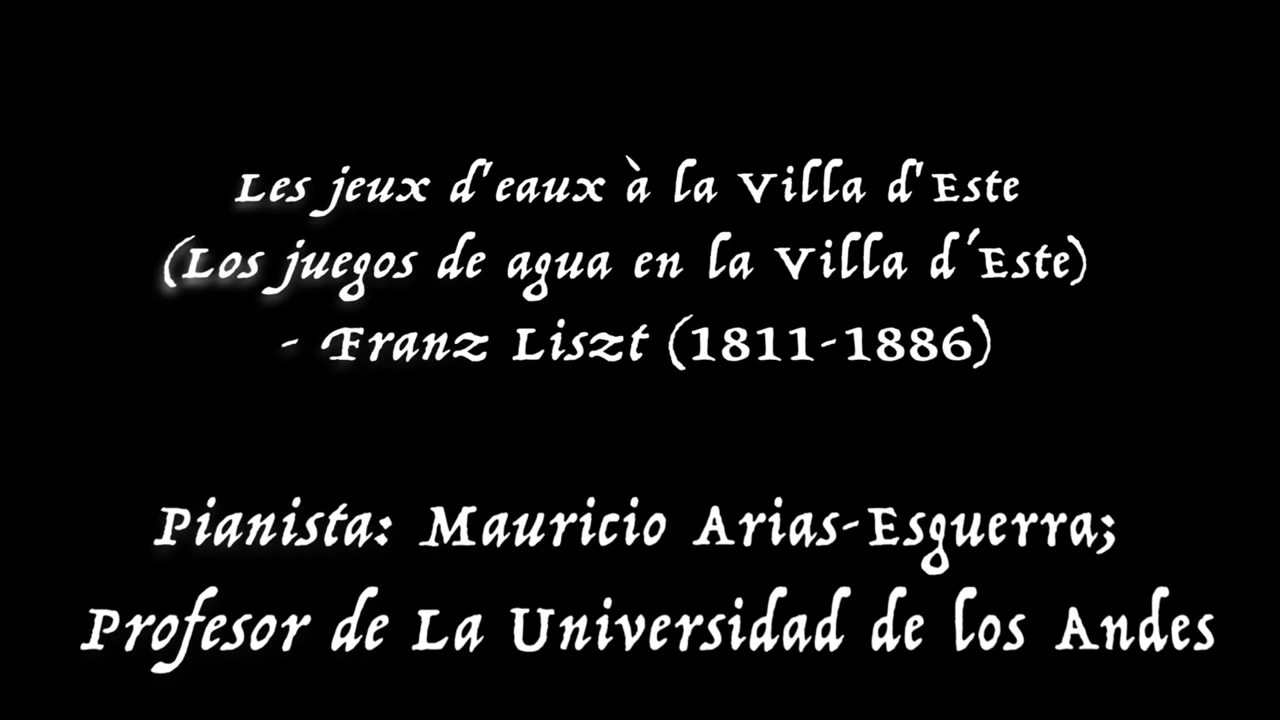 Les jeux d'eaux à la Villa d'Este
(Los juegos de agua en la Villa d´Este)
- Franz Liszt (1811-1886)
Pianista: Mauricio Arias-Esguerra;
Profesor de La Universidad de los Andes